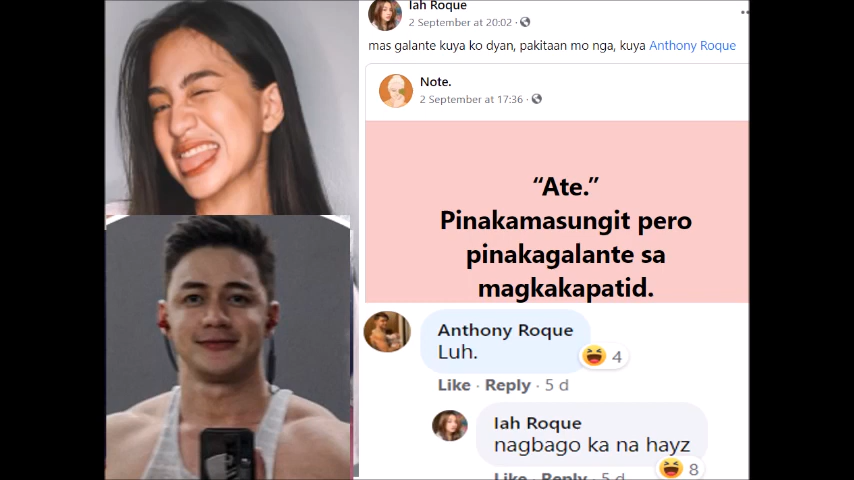 Iah Roque
2 September at 20:02 ·
mas galante kuya ko dyan, pakitaan mo nga, kuya Anthony Roque
Note.
2 September at 17:36 ·
“Ate.”
Pinakamasungit pero
pinakagalante sa
magkakapatid.
Anthony Roque
Luh.
4
Like · Reply · 5 d
Iah Roque
nagbago ka na hayz
8
Like · Reply · 5 d